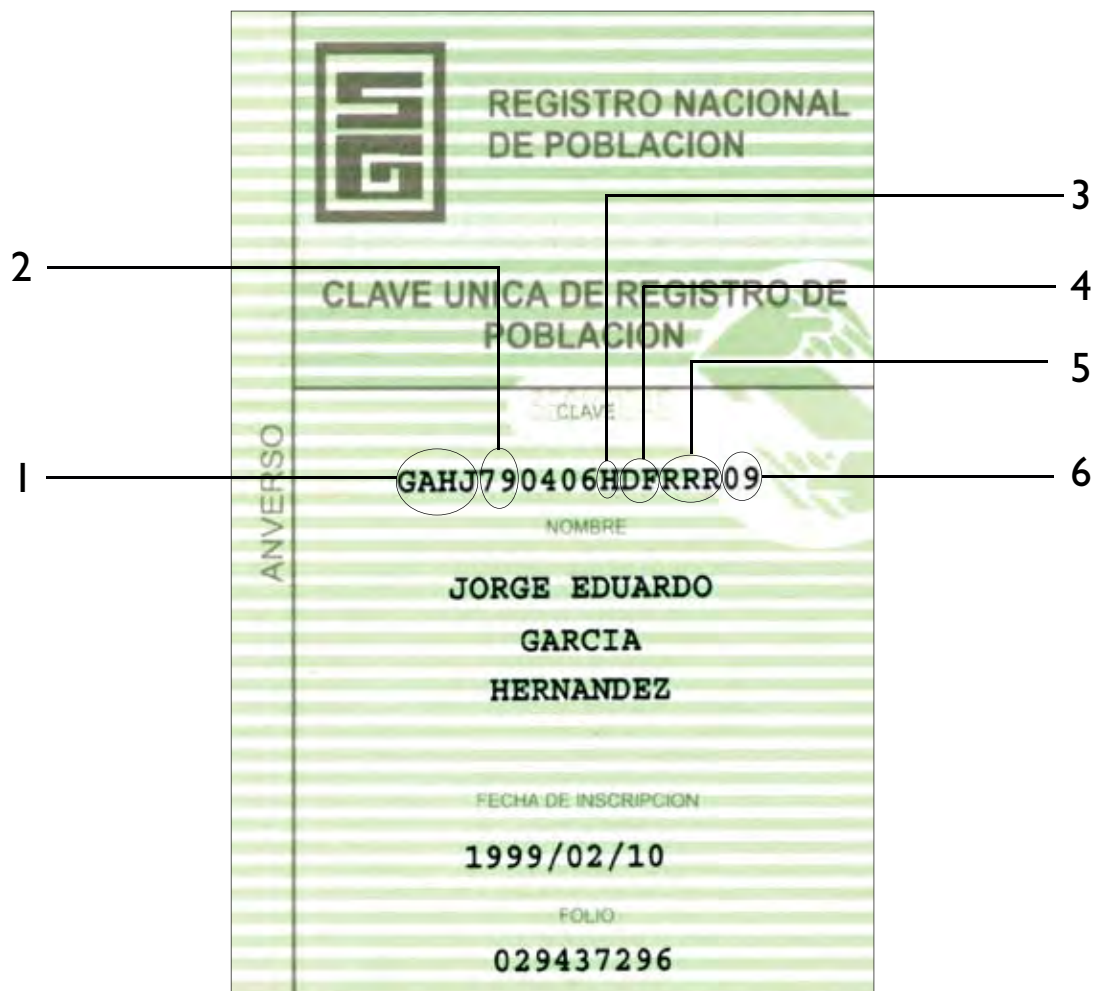 REGISTRO NACIONAL
DE POBLACION
3
2
CLAVE UNICA DE REGISTRO DE
POBLACION
4
5
CLAVE
ANVERSO
1
GAHJ790406HDFRRR09
6
NOMBRE
JORGE EDUARDO
GARCIA
HERNANDEZ
FECHA DE INSCRIPCION
1999/02/10
FOLIO
029437296